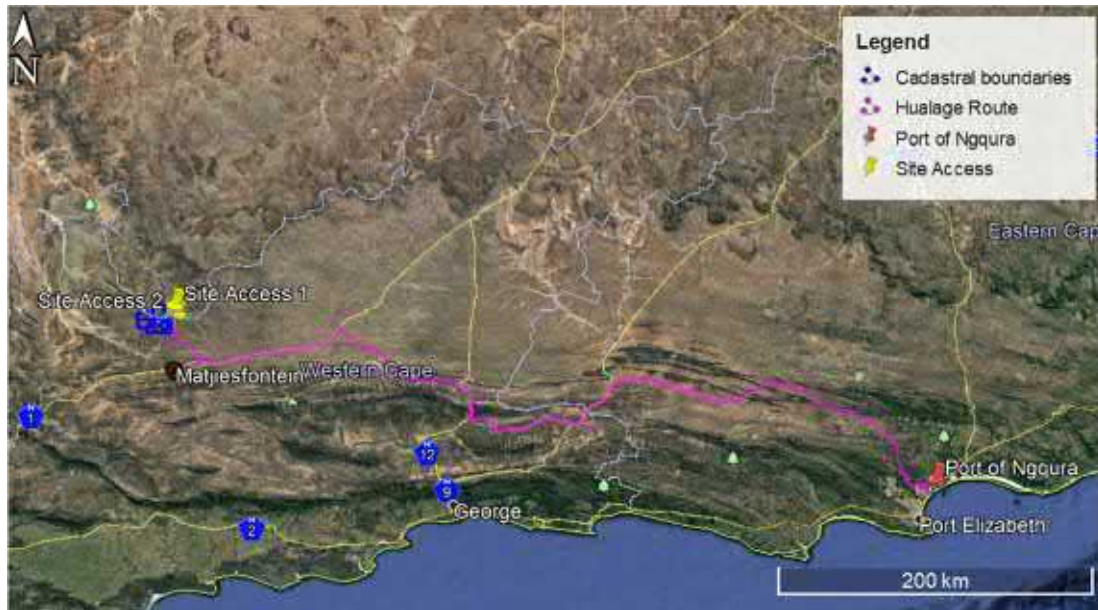 N
Legend
Cadastral boundaries
Hualage Route
Port of Ngqura
Site Access
Eastern Cap
Site Access 2
Site Access 1
Matjiesfontein
Western Cape
N
1
N
12
N
9
George
N
2
Port of Ngqura
Port Elizabeth
200 km